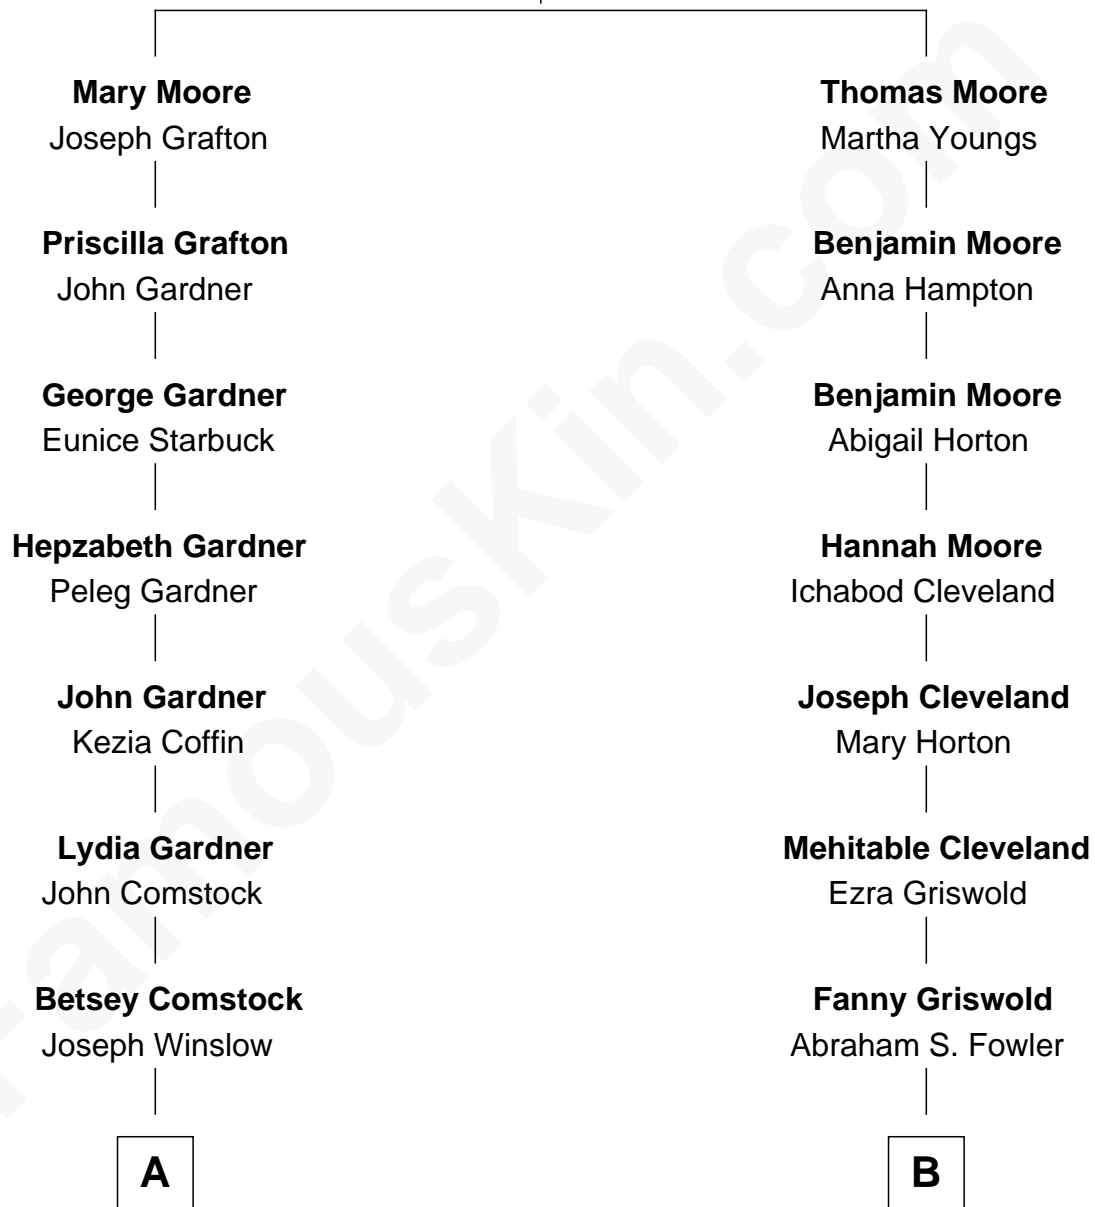 Mary Moore
Joseph Grafton
Priscilla Grafton
John Gardner
George Gardner
Eunice Starbuck
Hepzabeth Gardner
Peleg Gardner
John Gardner
Kezia Coffin
Lydia Gardner
John Comstock
Betsey Comstock
Joseph Winslow
A
Thomas Moore
Martha Youngs
Benjamin Moore
Anna Hampton
Benjamin Moore
Abigail Horton
Hannah Moore
Ichabod Cleveland
Joseph Cleveland
Mary Horton
Mehitable Cleveland
Ezra Griswold
Fanny Griswold
Abraham S. Fowler
B
FamousKin.com